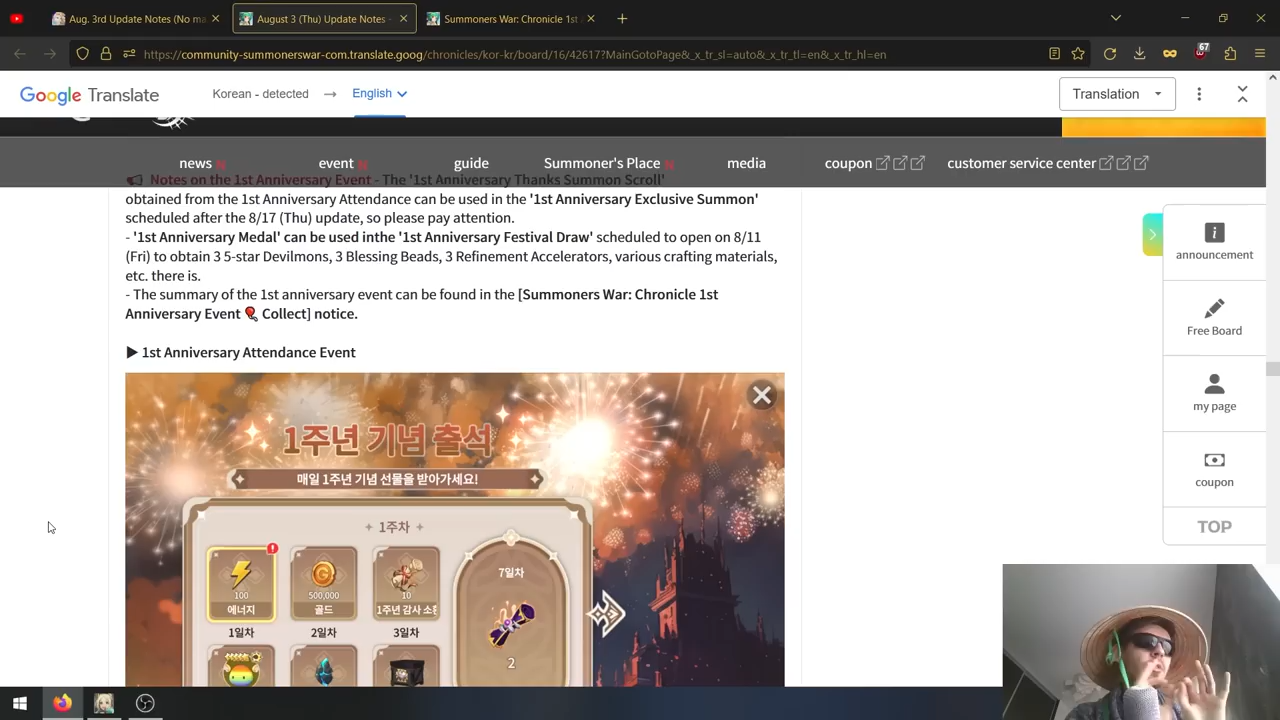 Aug. 3rd Update Notes (No ma
August 3 (Thu) Update Notes -
Summoners War: Chronicle 1st
https://community-summonerswar-com.translate.goog/chronicles/kor-kr/board/16/42617?MainGotoPage&_x_tr_sl=auto&_x_tr_tl=en&_x_tr_hl=en
67
Google Translate
Korean - detected
English
Translation
news
event
guide
Summoner's Place
media
coupon
customer service center
Notes on the 1st Anniversary Event - The '1st Anniversary Thanks Summon Scroll'
obtained from the 1st Anniversary Attendance can be used in the '1st Anniversary Exclusive Summon'
scheduled after the 8/17 (Thu) update, so please pay attention.
- '1st Anniversary Medal' can be used inthe '1st Anniversary Festival Draw' scheduled to open on 8/11
(Fri) to obtain 3 5-star Devilmons, 3 Blessing Beads, 3 Refinement Accelerators, various crafting materials,
etc. there is.
- The summary of the 1st anniversary event can be found in the [Summoners War: Chronicle 1st
Anniversary Event Collect] notice.
▶ 1st Anniversary Attendance Event
1주년 기념 출석
매일 1주년 기념 선물을 받아가세요!
1주차
100
에너지
1일차
500,000
골드
2일차
10
1주년 감사 소환
3일차
7일차
2
announcement
Free Board
my page
coupon
TOP